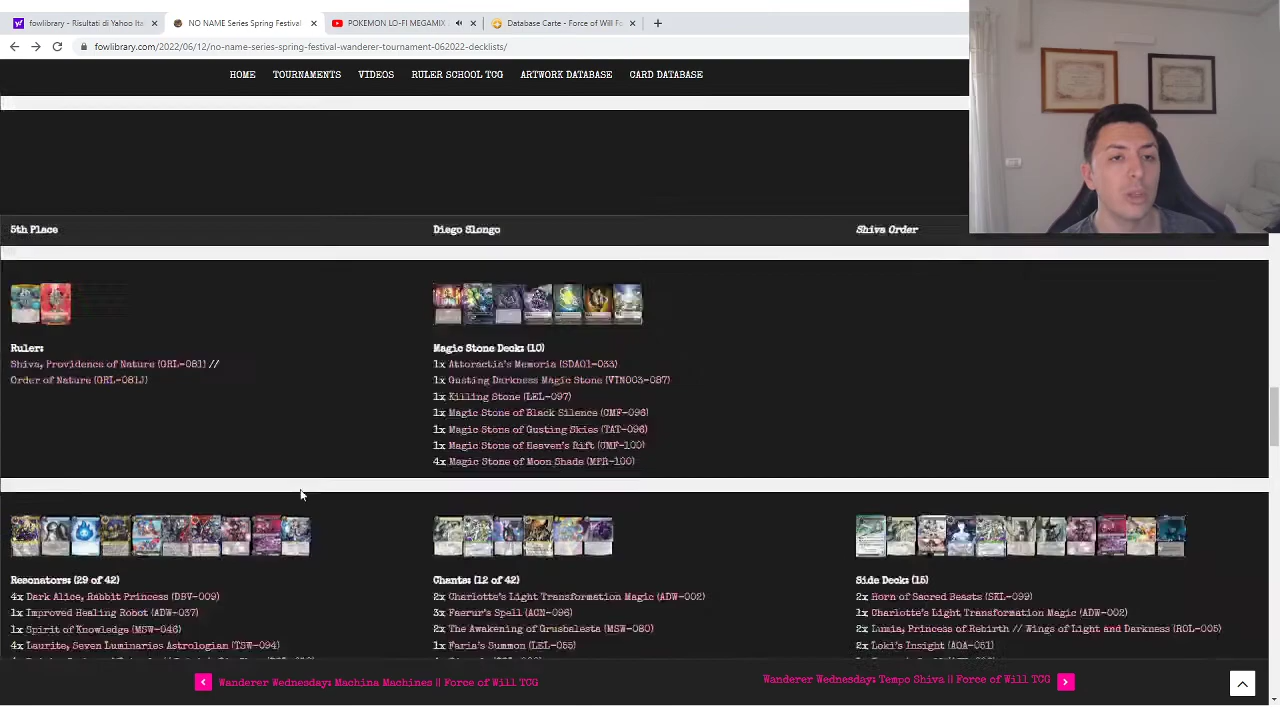 fowlibrary - Risultati di Yahoo Ita
NO NAME Series Spring Festival
POKEMON LO-FI MEGAMIX
Database Carte - Force of Will F
fowlibrary.com/2022/06/12/no-name-series-spring-festival-wanderer-tournament-062022-decklists/
HOME TOURNAMENTS VIDEOS RULER SCHOOL TCG ARTWORK DATABASE CARD DATABASE
5th Place Diego Slongo Shiva Order
Ruler:
Shiva, Providence of Nature (GRL-081) //
Order of Nature (GRL-081J)
Magic Stone Deck: (10)
1x Attoractia's Memoria (SDAO1-033)
1x Gusting Darkness Magic Stone (VIN003-087)
1x Killing Stone (LEL-097)
1x Magic Stone of Black Silence (CMF-096)
1x Magic Stone of Gusting Skies (TAT-096)
1x Magic Stone of Heaven's Rift (CMF-100)
4x Magic Stone of Moon Shade (MPR-100)
Resonators: (29 of 42)
4x Dark Alice, Rabbit Princess (DBV-009)
1x Improved Healing Robot (ADW-037)
1x Spirit of Knowledge (MSW-046)
4x Laurite, Seven Luminaries Astrologian (TSW-094)
Chants: (12 of 42)
2x Charlotte's Light Transformation Magic (ADW-002)
3x Faerur's Spell (AGN-096)
2x The Awakening of Grusbalesta (MSW-080)
1x Faria's Summon (LEL-055)
Side Deck: (15)
2x Horn of Sacred Beasts (SKL-099)
1x Charlotte's Light Transformation Magic (ADW-002)
2x Lumia, Princess of Rebirth // Wings of Light and Darkness (ROL-005)
2x Loki's Insight (AOA-051)
Wanderer Wednesday: Machina Machines || Force of Will TCG
Wanderer Wednesday: Tempo Shiva || Force of Will TCG